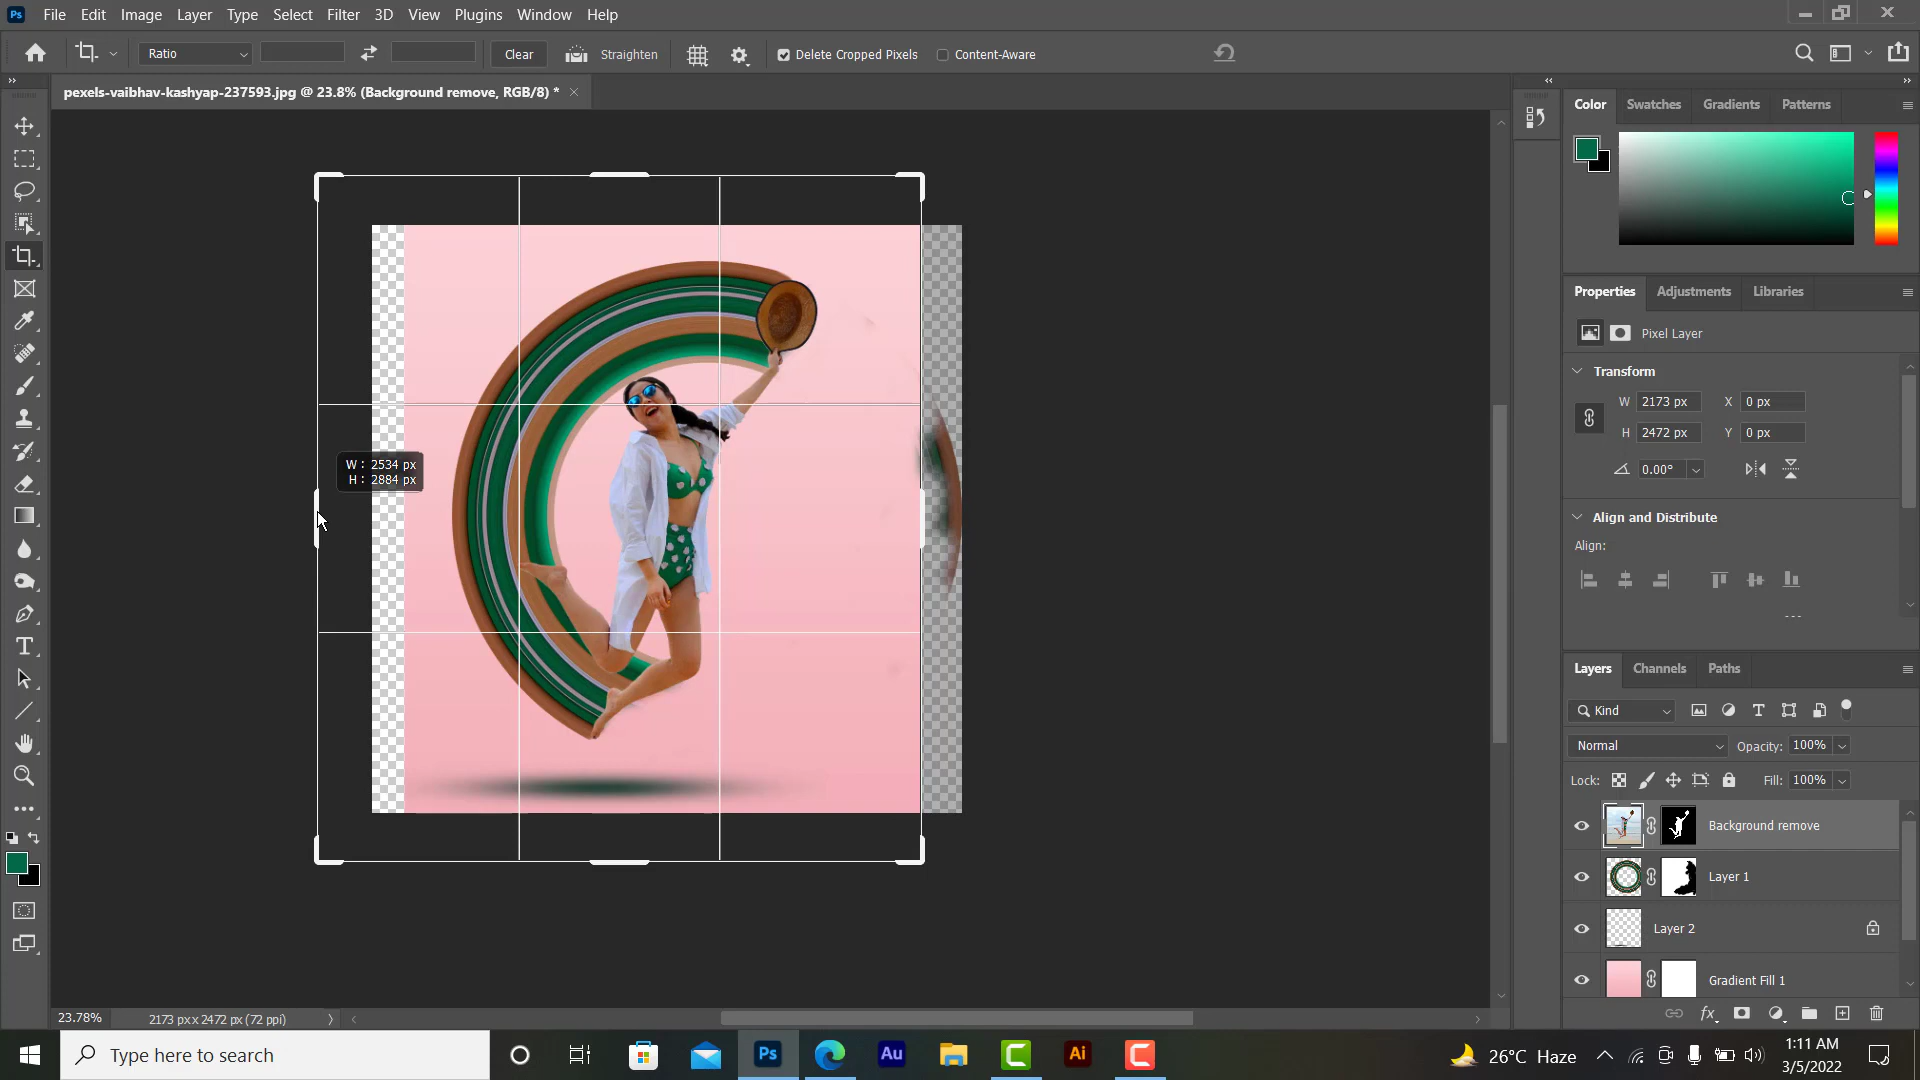 Ps File Edit Image Layer Type Select Filter 3D View Plugins Window Help
Ratio Clear Straighten Delete Cropped Pixels Content-Aware
pexels-vaibhav-kashyap-237593.jpg @ 23.8% (Background remove, RGB/8) *
Color Swatches Gradients Patterns
Properties Adjustments Libraries
Pixel Layer
Transform
W 2173 px X 0 px
H 2472 px Y 0 px
0.00°
Align and Distribute
Align:
W: 2534 px
H: 2884 px
Layers Channels Paths
Kind
Normal Opacity: 100%
Lock: Fill: 100%
Background remove
Layer 1
Layer 2
Gradient Fill 1
23.78% 2173 px x 2472 px (72 ppi)
Type here to search
Ps Au Ai
26°C Haze
1:11 AM
3/5/2022